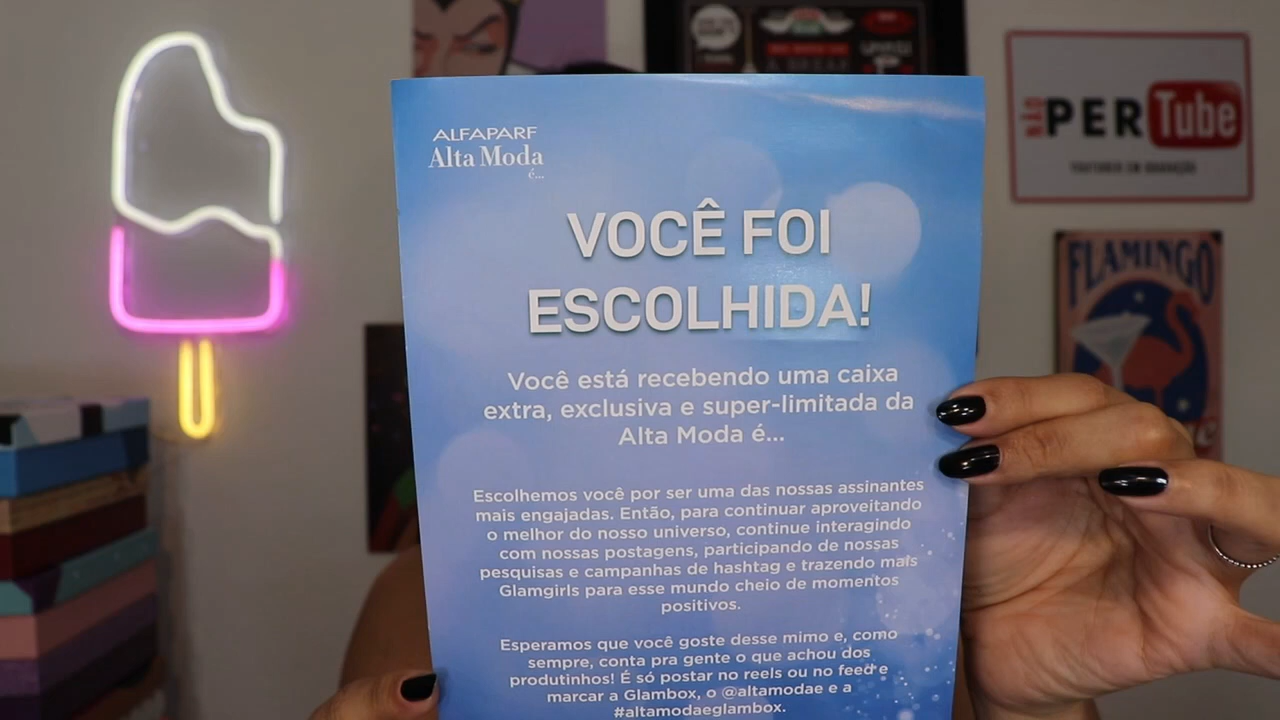 ALFAPARF
Alta Moda
é...
VOCÊ FOI
ESCOLHIDA!
Você está recebendo uma caixa
extra, exclusiva e super-limitada da
Alta Moda é...
Escolhemos você por ser uma das nossas assinantes
mais engajadas. Então, para continuar aproveitando
o melhor do nosso universo, continue interagindo
com nossas postagens, participando de nossas
pesquisas e campanhas de hashtag e trazendo mais
Glamgirls para esse mundo cheio de momentos
positivos.
Esperamos que você goste desse mimo e, como
sempre, conta pra gente o que achou dos
produtinhos! É só postar no reels ou no feed e
marcar a Glambox, o @altamodae e a
#altamodaeglambox.
NÃO PER Tube
YOUTUBER EM GRAVAÇÃO
FLAMINGO